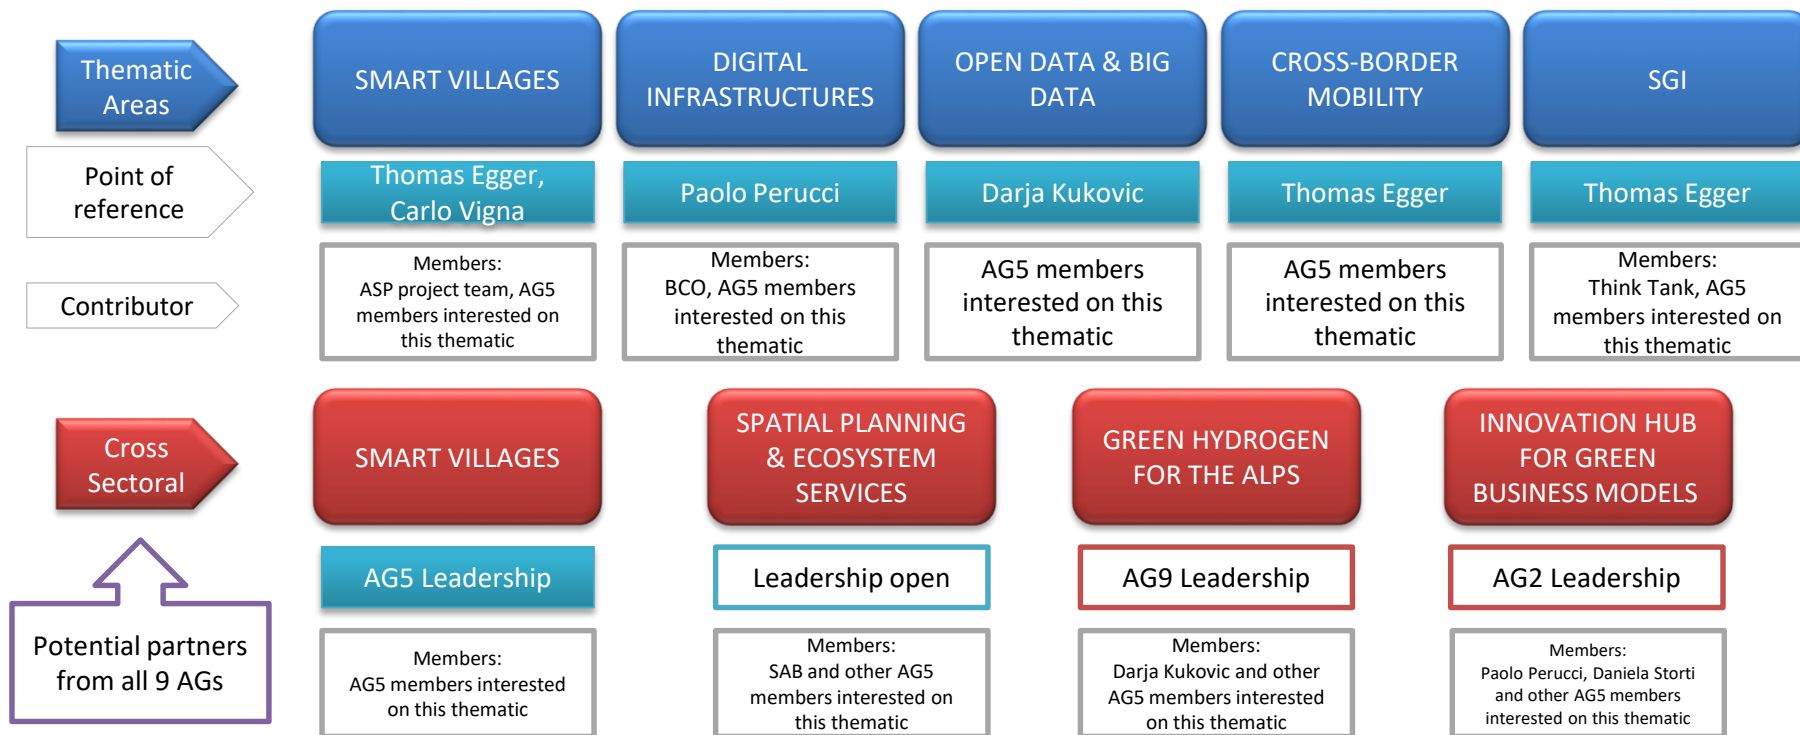 Thematic
Areas
SMART VILLAGES
DIGITAL
INFRASTRUCTURES
OPEN DATA & BIG
DATA
CROSS-BORDER
MOBILITY
SGI
Point of
reference
Thomas Egger,
Carlo Vigna
Paolo Perucci
Darja Kukovic
Thomas Egger
Thomas Egger
Contributor
Members:
ASP project team, AG5
members interested on
this thematic
Members:
BCO, AG5 members
interested on this
thematic
AG5 members
interested on this
thematic
AG5 members
interested on this
thematic
Members:
Think Tank, AG5
members interested on
this thematic
Cross
Sectoral
SMART VILLAGES
SPATIAL PLANNING
& ECOSYSTEM
SERVICES
GREEN HYDROGEN
FOR THE ALPS
INNOVATION HUB
FOR GREEN
BUSINESS MODELS
AG5 Leadership
Leadership open
AG9 Leadership
AG2 Leadership
Potential partners
from all 9 AGs
Members:
AG5 members interested
on this thematic
Members:
SAB and other AG5
members interested on
this thematic
Members:
Darja Kukovic and other
AG5 members interested
on this thematic
Members:
Paolo Perucci, Daniela Storti
and other AG5 members
interested on this thematic